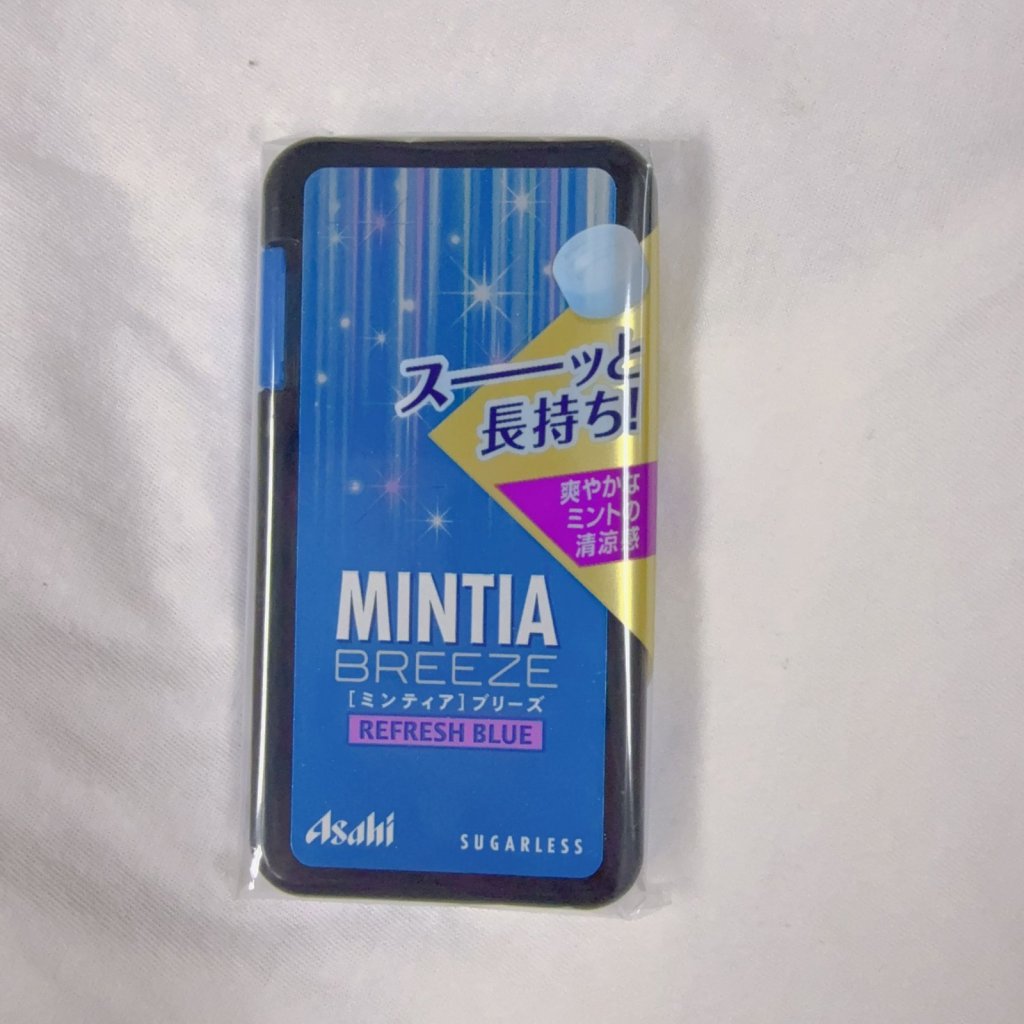 スーッと
長持ち!
爽やかな
ミントの
清涼感
MINTIA
BREEZE
[ミンティア]ブリーズ
REFRESH BLUE
Asahi
SUGARLESS